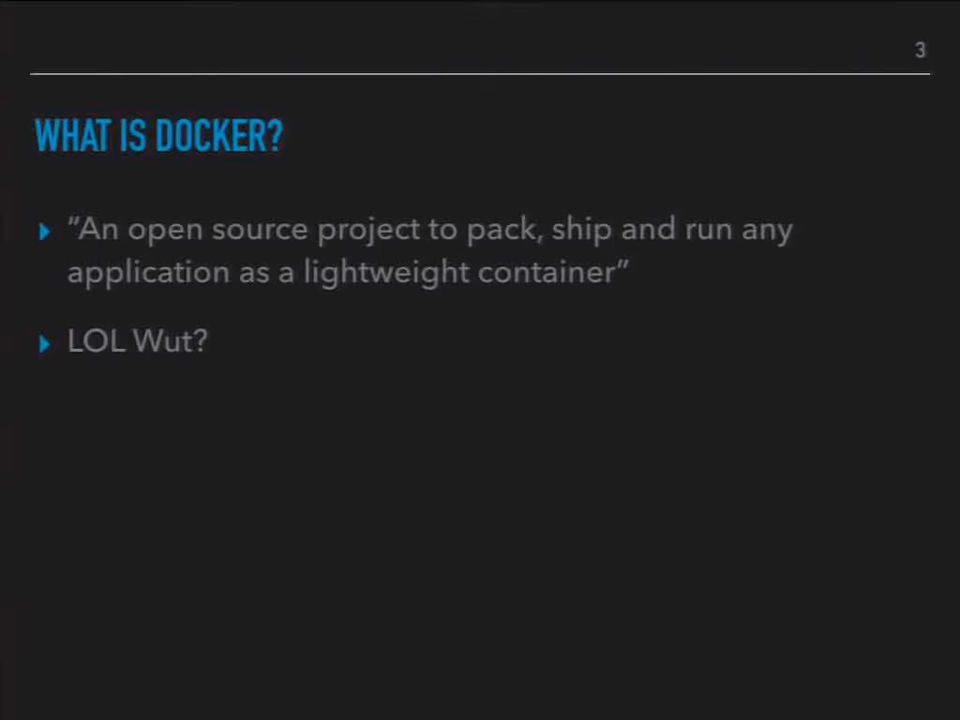 3
WHAT IS DOCKER?
"An open source project to pack, ship and run any
application as a lightweight container"
LOL Wut?